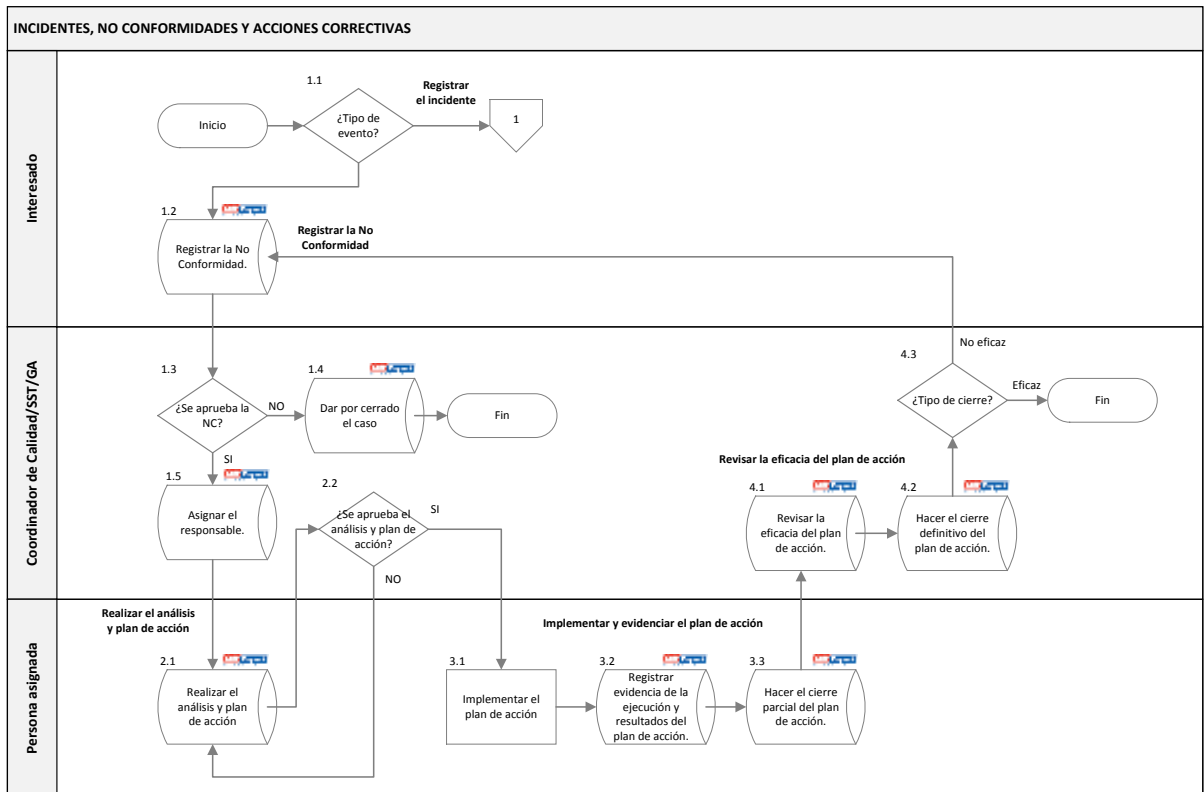 INCIDENTES, NO CONFORMIDADES Y ACCIONES CORRECTIVAS
Interesado
Inicio
1.1
¿Tipo de
evento?
Registrar
el incidente
1
1.2
Registrar la No
Conformidad.
Registrar la No
Conformidad
Coordinador de Calidad/SST/GA
1.3
¿Se aprueba la
NC?
NO
SI
1.4
Dar por cerrado
el caso
Fin
1.5
Asignar el
responsable.
2.2
¿Se aprueba el
análisis y plan de
acción?
SI
NO
Revisar la eficacia del plan de acción
4.1
Revisar la
eficacia del plan
de acción.
4.2
Hacer el cierre
definitivo del
plan de acción.
4.3
¿Tipo de cierre?
No eficaz
Eficaz
Fin
Persona asignada
Realizar el análisis
y plan de acción
2.1
Realizar el
análisis y plan
de acción
Implementar y evidenciar el plan de acción
3.1
Implementar el
plan de acción
3.2
Registrar
evidencia de la
ejecución y
resultados del
plan de acción.
3.3
Hacer el cierre
parcial del plan
de acción.